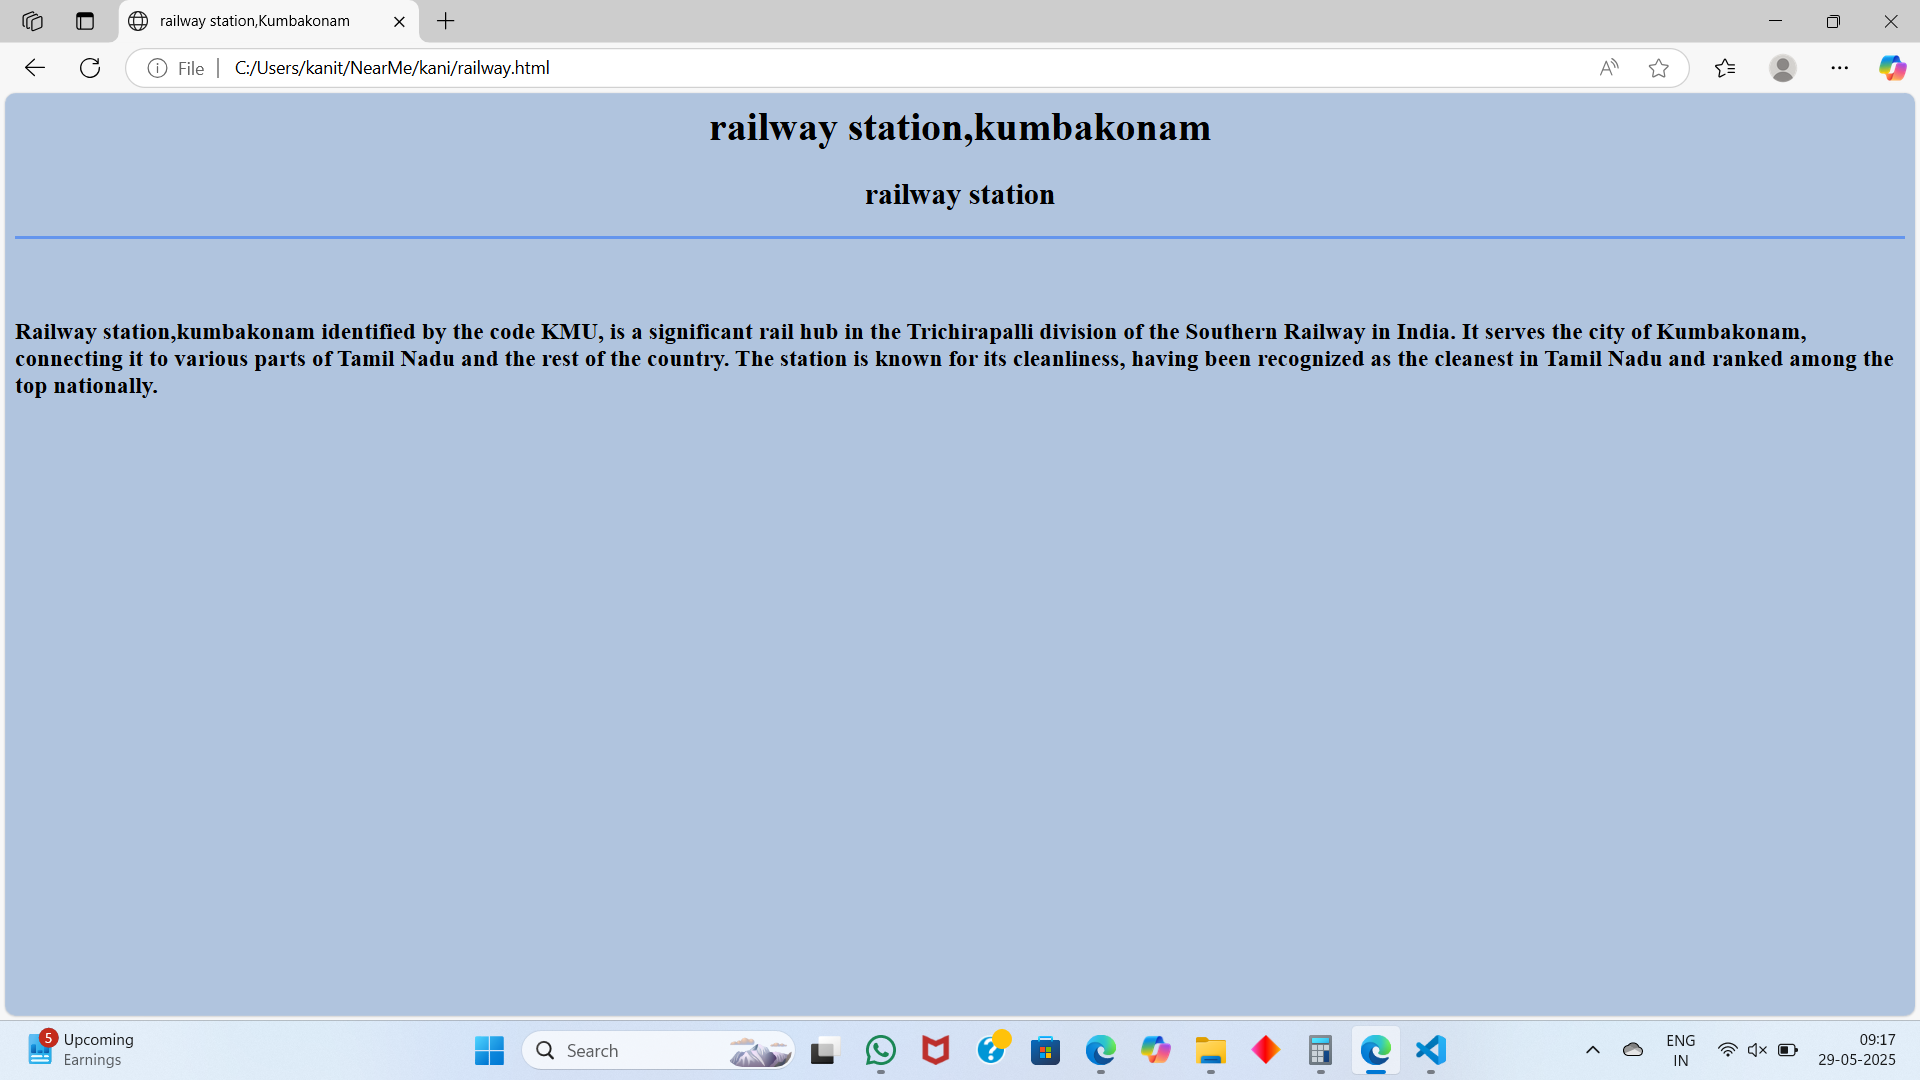 railway station,Kumbakonam
File
C:/Users/kanit/NearMe/kani/railway.html
railway station,kumbakonam
railway station
Railway station,kumbakonam identified by the code KMU, is a significant rail hub in the Trichirapalli division of the Southern Railway in India. It serves the city of Kumbakonam,
connecting it to various parts of Tamil Nadu and the rest of the country. The station is known for its cleanliness, having been recognized as the cleanest in Tamil Nadu and ranked among the
top nationally.
5
Upcoming
Earnings
Search
ENG
IN
09:17
29-05-2025